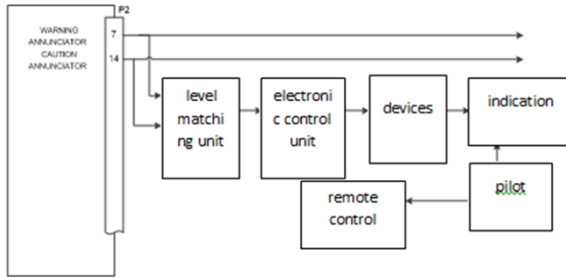 P2
WARNING
ANNUNCIATOR
CAUTION
ANNUNCIATOR
7
14
level
matchi
ng unit
electroni
c control
unit
devices
indication
remote
control
pilot